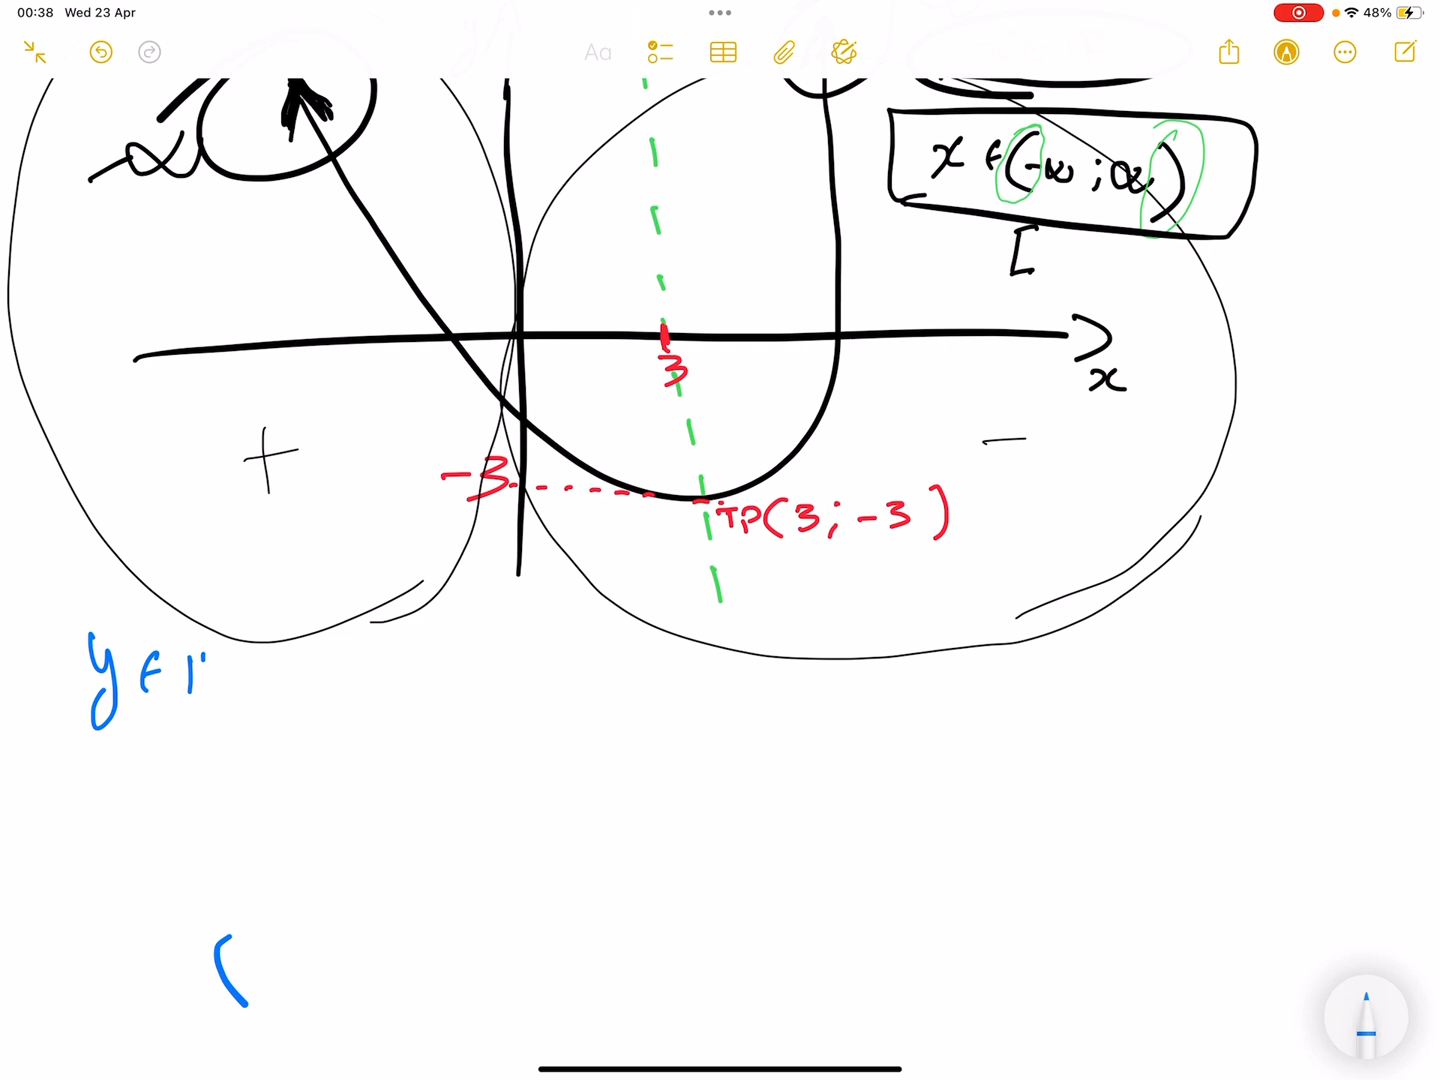 00:38 Wed 23 Apr
48%
Aa
-∞
x ∈ (-∞ ; ∞)
[
3
x
+
-
-3
TP(3 ; -3)
y ∈
(